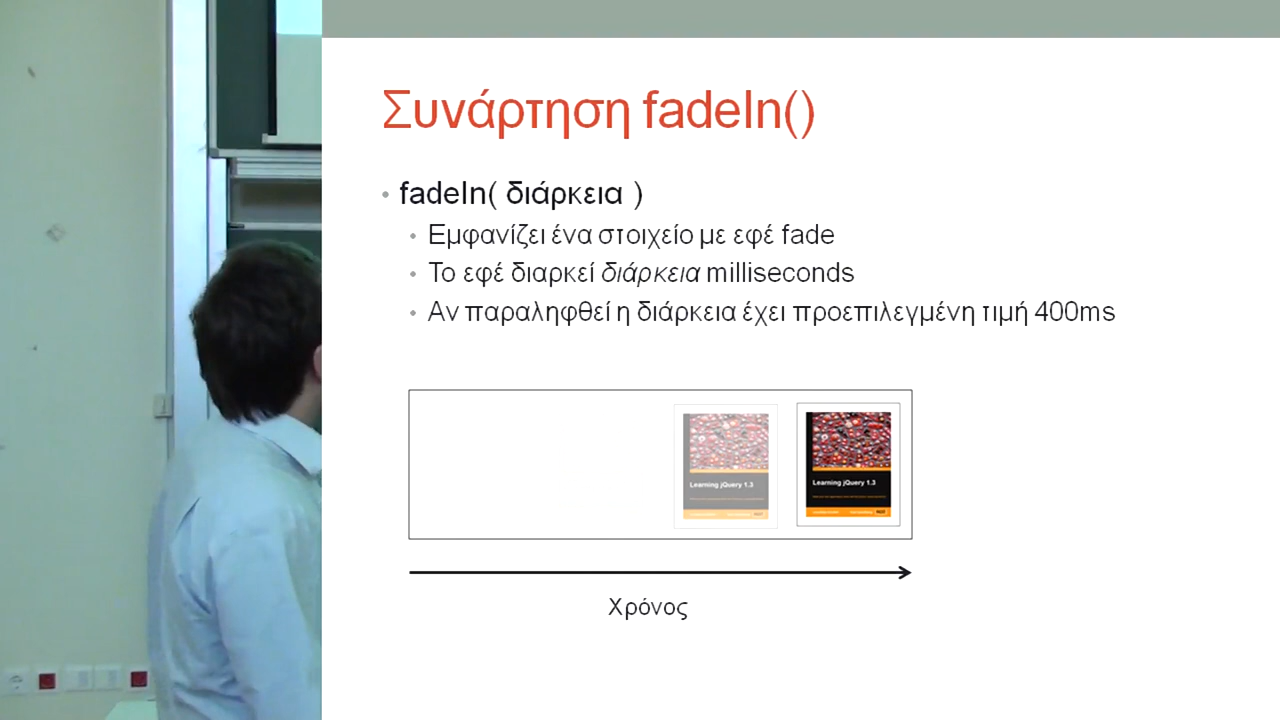 Συνάρτηση fadeIn()
• fadeIn( διάρκεια )
• Εμφανίζει ένα στοιχείο με εφέ fade
• Το εφέ διαρκεί διάρκεια milliseconds
• Αν παραληφθεί η διάρκεια έχει προεπιλεγμένη τιμή 400ms
Learning jQuery 1.3 Learning jQuery 1.3
Χρόνος